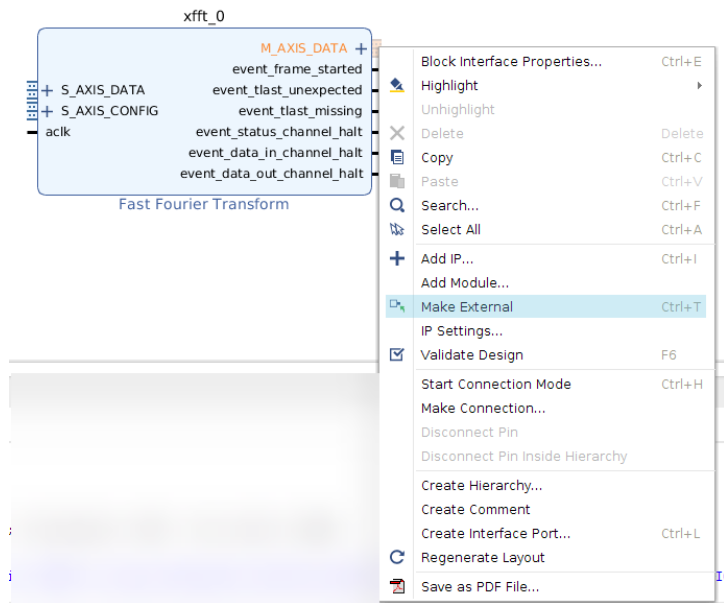 xfft_0
M_AXIS_DATA
event_frame_started
S_AXIS_DATA event_tlast_unexpected
S_AXIS_CONFIG event_tlast_missing
aclk event_status_channel_halt
event_data_in_channel_halt
event_data_out_channel_halt
Fast Fourier Transform
Block Interface Properties... Ctrl+E
Highlight
Unhighlight
Delete Delete
Copy Ctrl+C
Paste Ctrl+V
Search... Ctrl+F
Select All Ctrl+A
Add IP... Ctrl+I
Add Module...
Make External Ctrl+T
IP Settings...
Validate Design F6
Start Connection Mode Ctrl+H
Make Connection...
Disconnect Pin
Disconnect Pin Inside Hierarchy
Create Hierarchy...
Create Comment
Create Interface Port... Ctrl+L
Regenerate Layout
Save as PDF File...